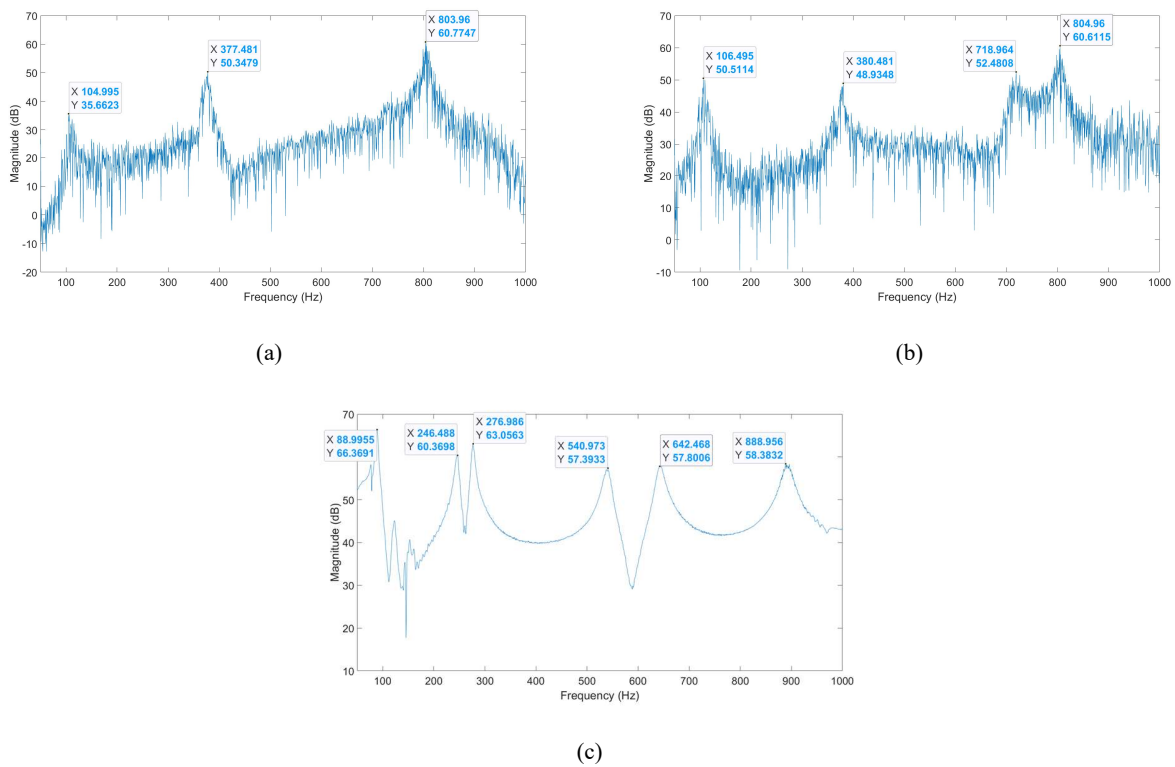 70
60
50
40
30
20
10
0
-10
-20
Magnitude (dB)
X 104.995
Y 35.6623
X 377.481
Y 50.3479
X 803.96
Y 60.7747
100 200 300 400 500 600 700 800 900 1000
Frequency (Hz)
(a)
70
60
50
40
30
20
10
0
-10
Magnitude (dB)
X 106.495
Y 50.5114
X 380.481
Y 48.9348
X 718.964
Y 52.4808
X 804.96
Y 60.6115
100 200 300 400 500 600 700 800 900 1000
Frequency (Hz)
(b)
70
60
50
40
30
20
10
Magnitude (dB)
X 88.9955
Y 66.3691
X 246.488
Y 60.3698
X 276.986
Y 63.0563
X 540.973
Y 57.3933
X 642.468
Y 57.8006
X 888.956
Y 58.3832
100 200 300 400 500 600 700 800 900 1000
Frequency (Hz)
(c)